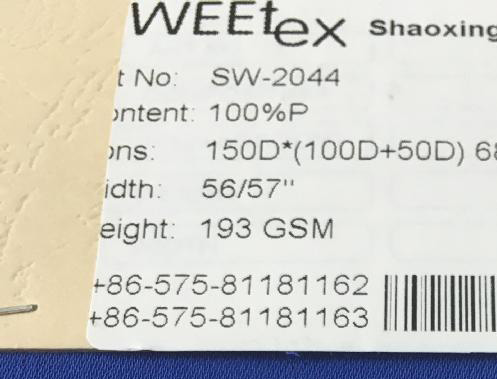 WEEtex Shaoxing
t No: SW-2044
ontent: 100%P
ons: 150D*(100D+50D) 68
idth: 56/57"
eight: 193 GSM
+86-575-81181162
+86-575-81181163